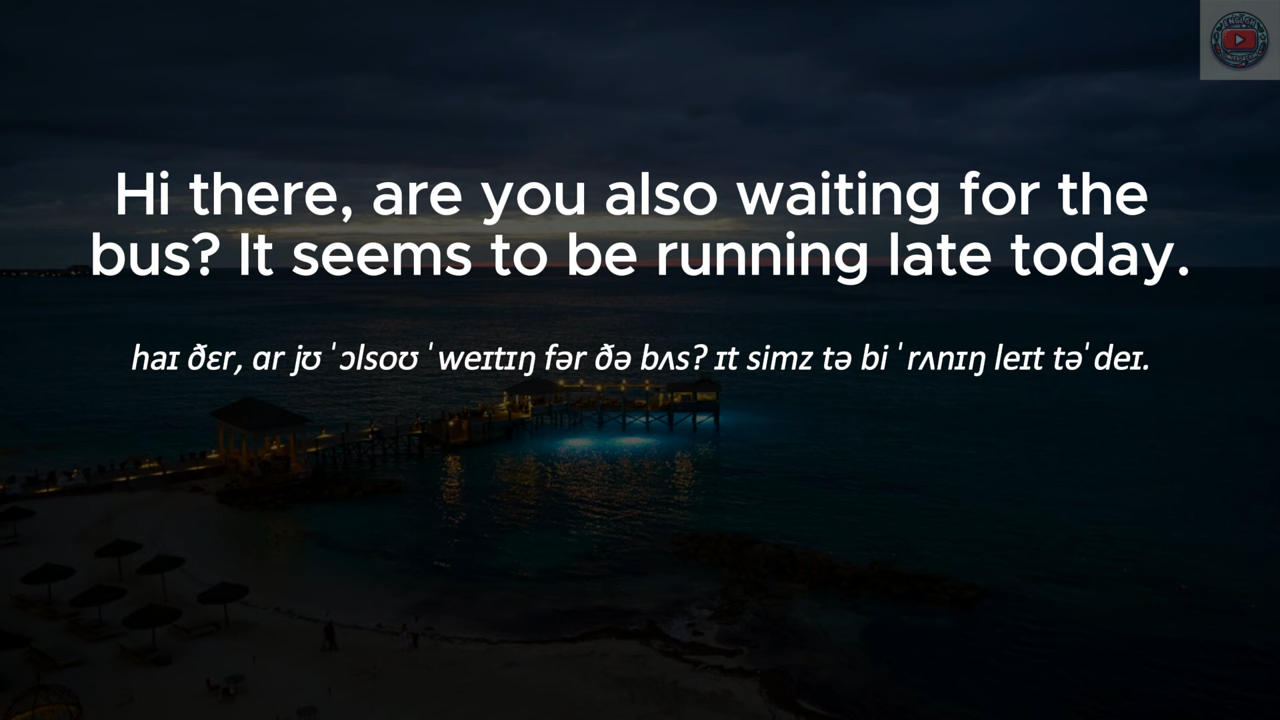 Hi there, are you also waiting for the
bus? It seems to be running late today.
haɪ ðɛr, ɑr jʊ ˈɔlsoʊ ˈweɪtɪŋ fər ðə bʌs? ɪt simz tə bi ˈrʌnɪŋ leɪt təˈdeɪ.